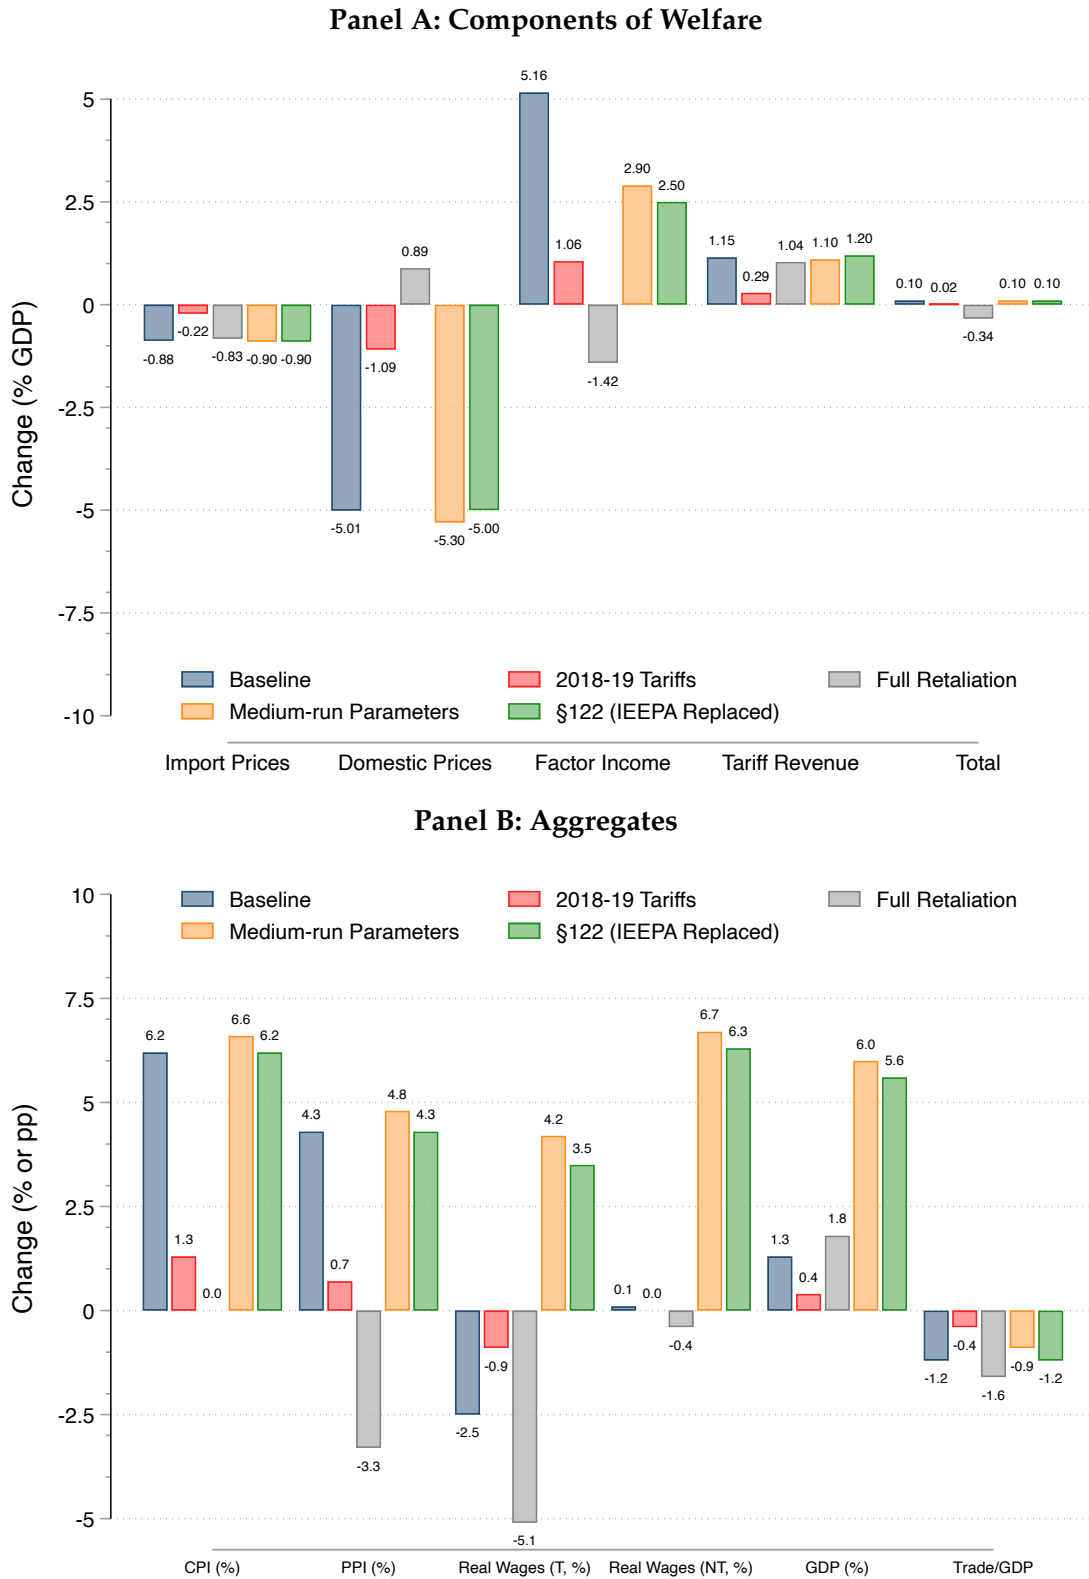 Panel A: Components of Welfare
5.16
5
2.90
2.5
2.50
1.15
1.20
1.10
1.04
1.06
0.89
0.29
0.10 0.02 0.10 0.10
0
-0.22
-0.34
-0.88 -0.83 -0.90 -0.90
-1.09
-1.42
-2.5
-5
-5.01 -5.00
-5.30
-7.5
-10
Change (% GDP)
Baseline 2018-19 Tariffs Full Retaliation
Medium-run Parameters §122 (IEEPA Replaced)
Import Prices Domestic Prices Factor Income Tariff Revenue Total
Panel B: Aggregates
10
Baseline 2018-19 Tariffs Full Retaliation
Medium-run Parameters §122 (IEEPA Replaced)
7.5
6.2 6.6 6.2
6.7 6.3
6.0 5.6
5
4.3 4.8 4.3
4.2 3.5
2.5
1.3 0.0
0.7
0.1 0.0
1.3 0.4 1.8
0
-0.4
-0.9
-0.4 -0.9
-1.2 -1.6 -1.2
-2.5
-2.5
-3.3
-5
-5.1
Change (% or pp)
CPI (%) PPI (%) Real Wages (T, %) Real Wages (NT, %) GDP (%) Trade/GDP